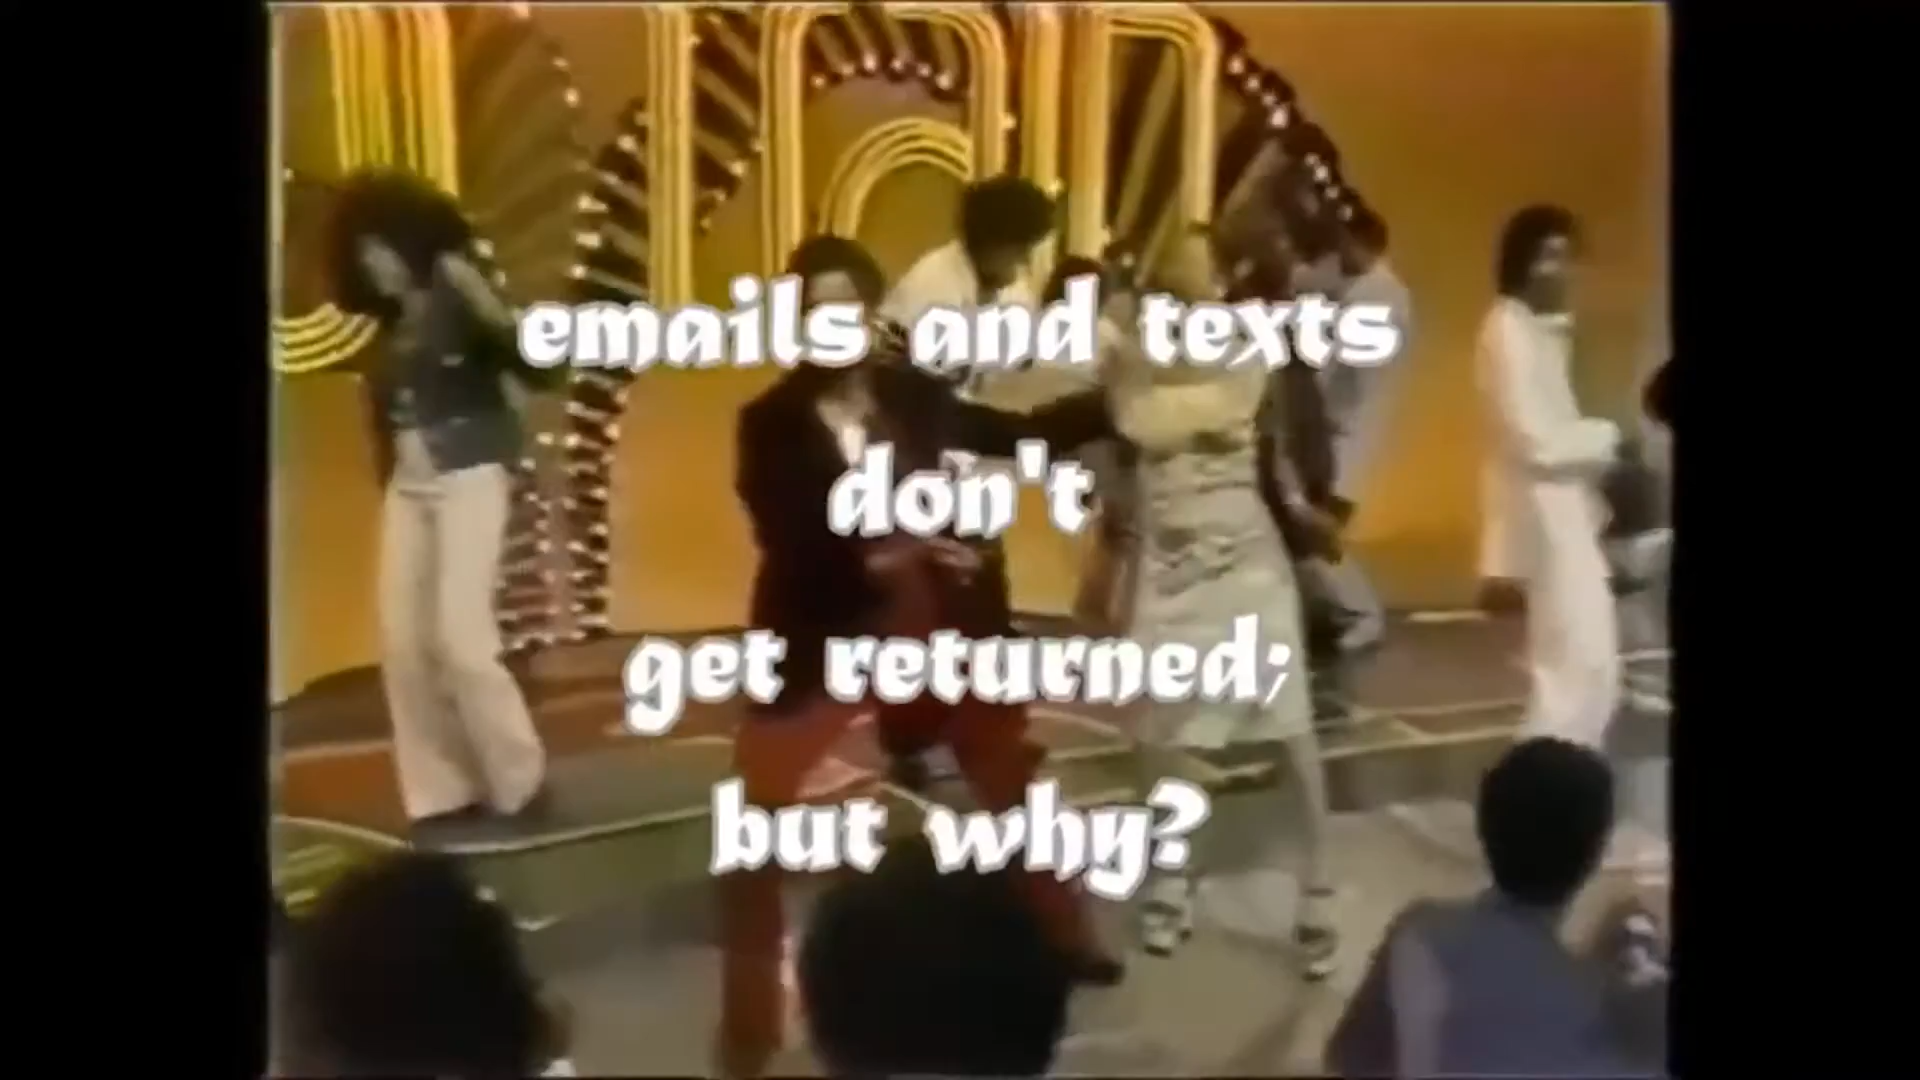 emails and texts
don't
get returned;
but why?